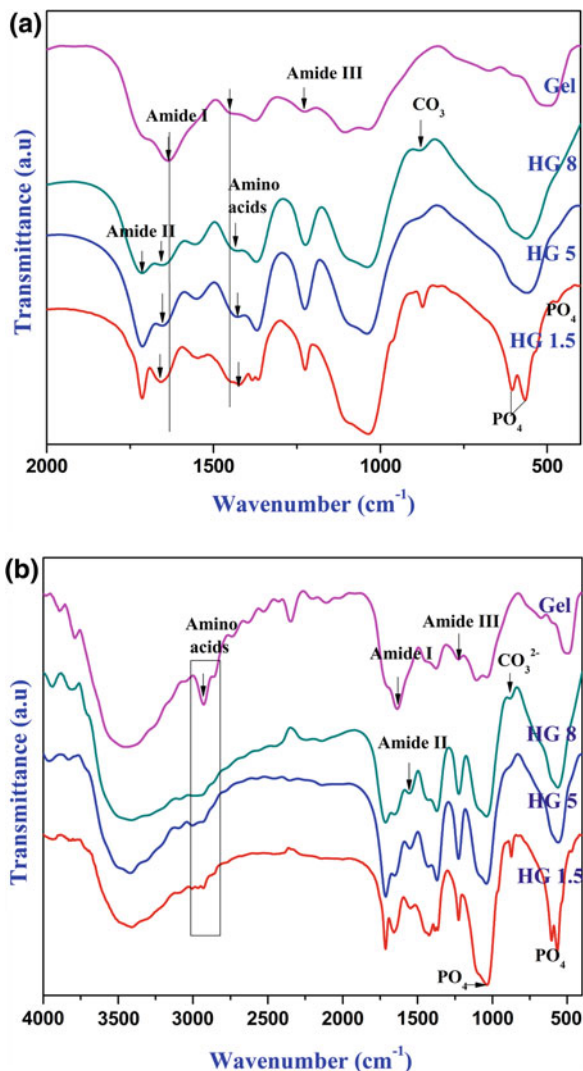 (a)
Amide III
Gel
Amide I
CO3
HG 8
Amino
acids
Amide II
HG 5
PO4
HG 1.5
PO4
Transmittance (a.u)
2000 1500 1000 500
Wavenumber (cm-1)
(b)
Amino
acids
Gel
Amide III
Amide I
CO3 2-
HG 8
Amide II
HG 5
HG 1.5
PO4
PO4
Transmittance (a.u)
4000 3500 3000 2500 2000 1500 1000 500
Wavenumber (cm-1)